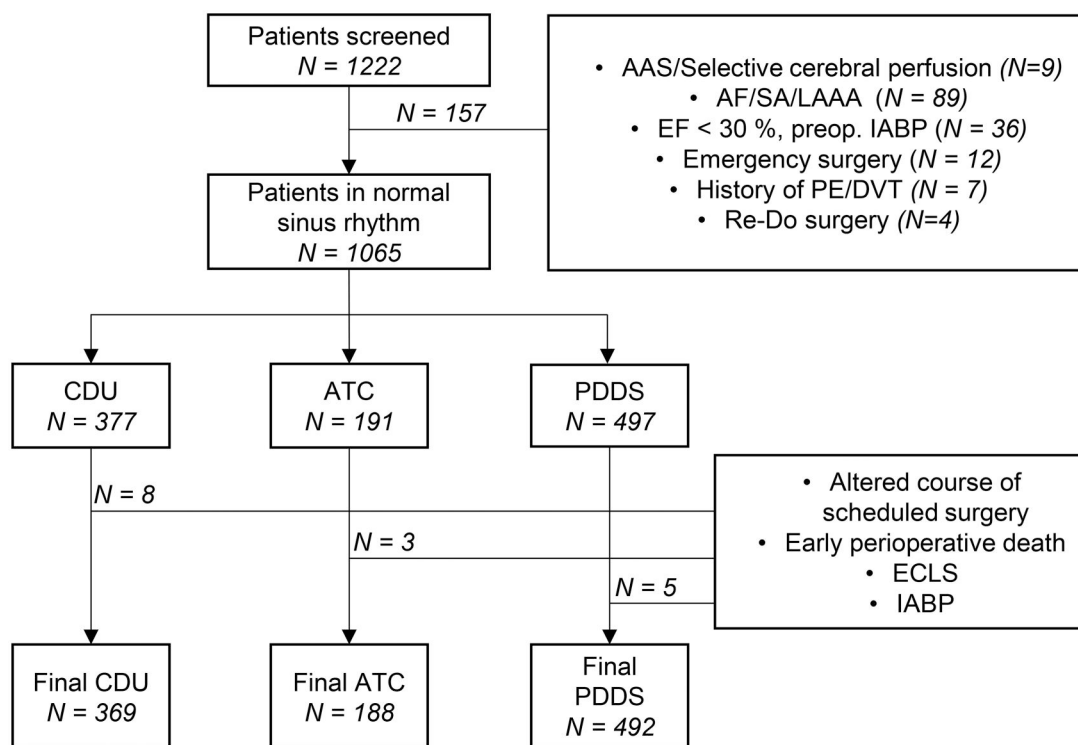 Patients screened
N = 1222
N = 157
• AAS/Selective cerebral perfusion (N=9)
• AF/SA/LAAA (N = 89)
• EF < 30 %, preop. IABP (N = 36)
• Emergency surgery (N = 12)
• History of PE/DVT (N = 7)
• Re-Do surgery (N=4)
Patients in normal
sinus rhythm
N = 1065
CDU
N = 377
ATC
N = 191
PDDS
N = 497
N = 8
N = 3
N = 5
• Altered course of
scheduled surgery
• Early perioperative death
• ECLS
• IABP
Final CDU
N = 369
Final ATC
N = 188
Final
PDDS
N = 492